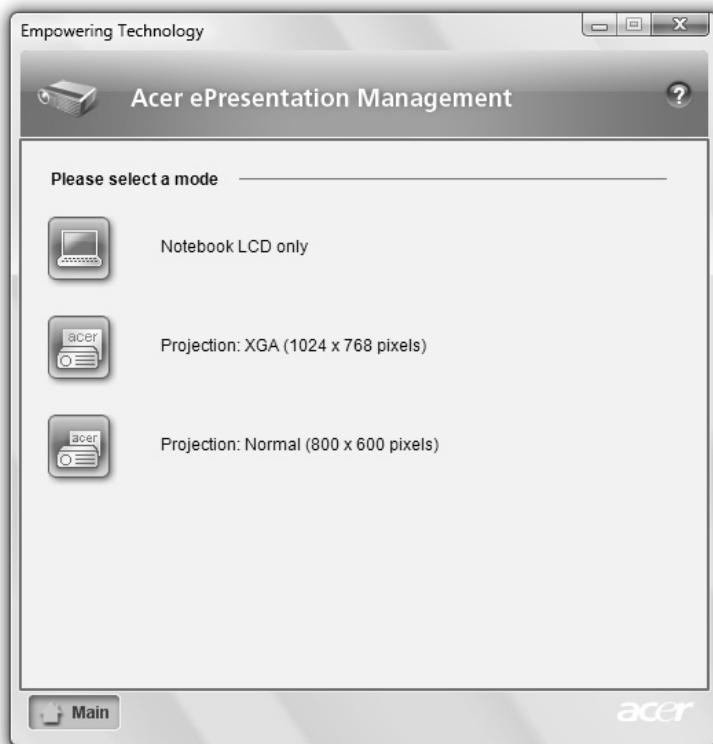 Empowering Technology
Acer ePresentation Management
?
Please select a mode
Notebook LCD only
acer
Projection: XGA (1024 x 768 pixels)
acer
Projection: Normal (800 x 600 pixels)
Main
acer